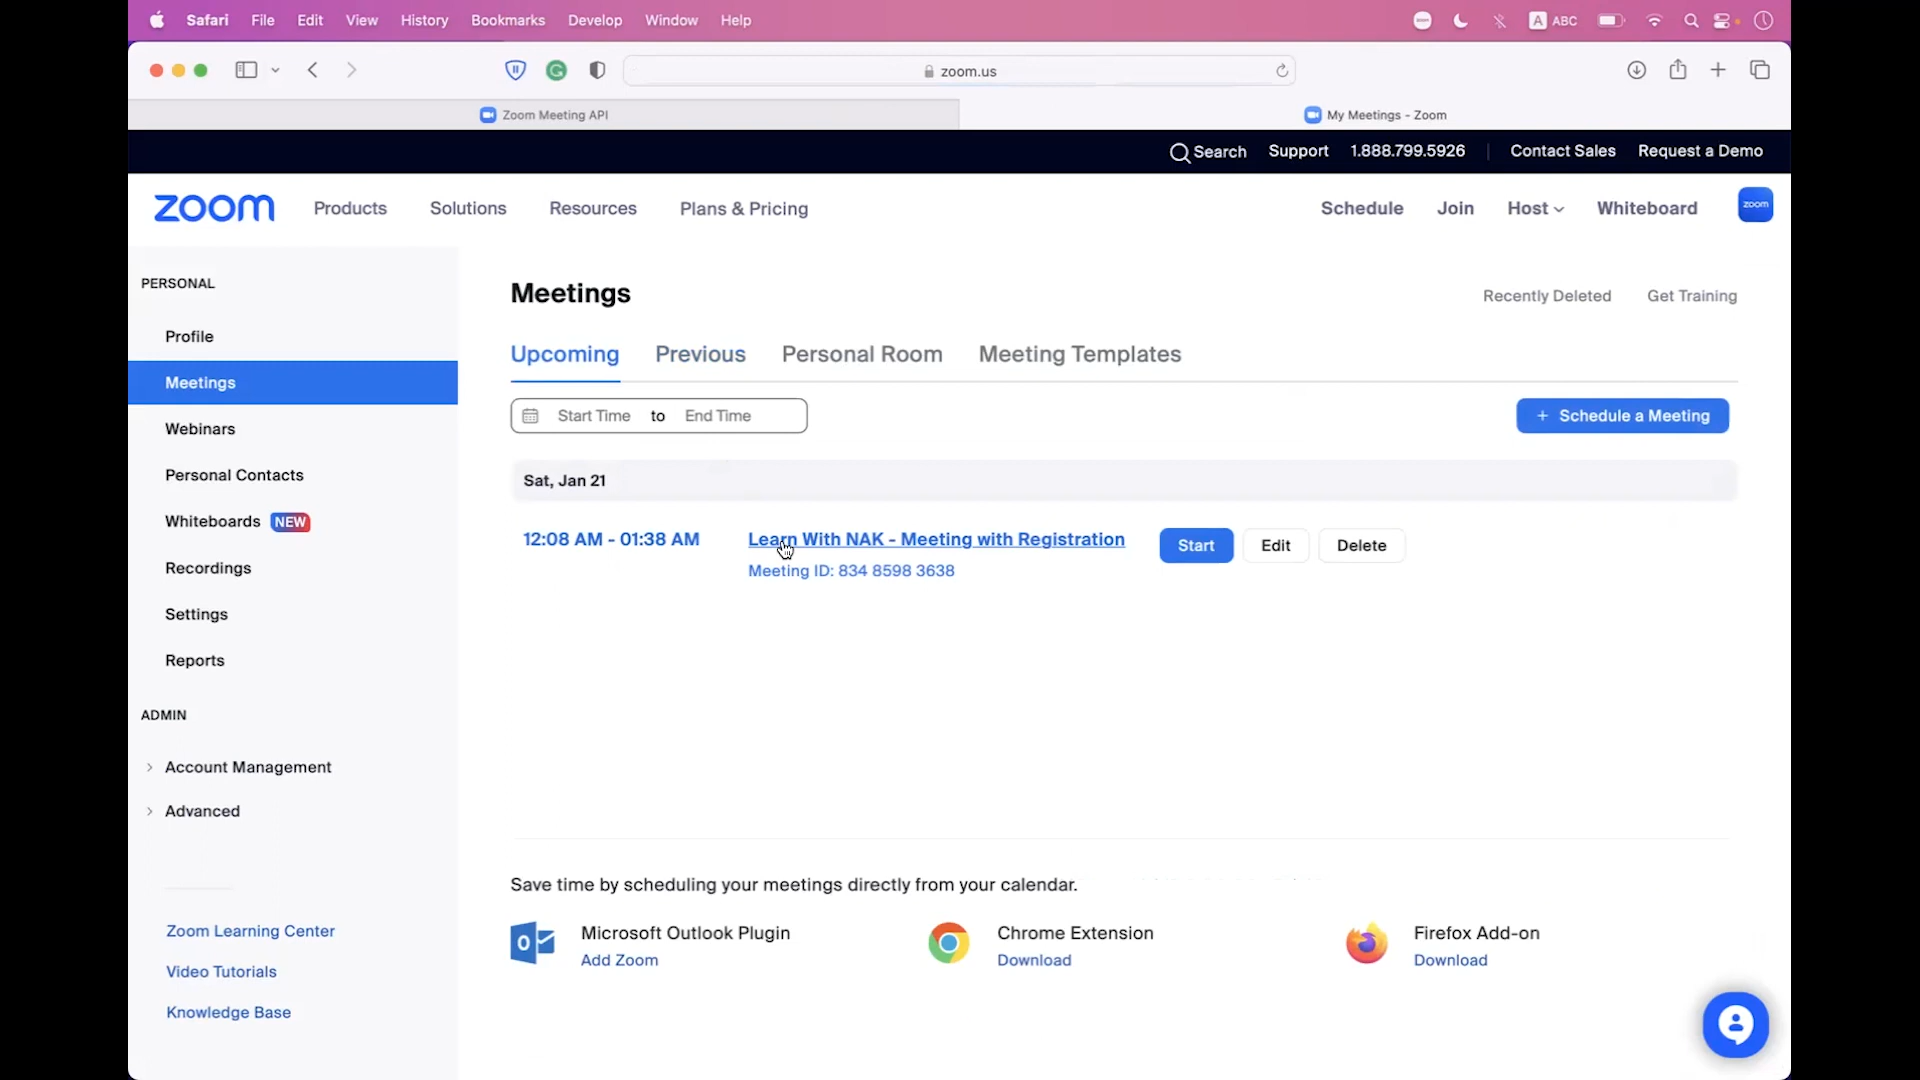 Safari File Edit View History Bookmarks Develop Window Help A ABC
zoom.us
Zoom Meeting API My Meetings - Zoom
Search Support 1.888.799.5926 Contact Sales Request a Demo
zoom Products Solutions Resources Plans & Pricing Schedule Join Host Whiteboard zoom
PERSONAL
Profile
Meetings
Webinars
Personal Contacts
Whiteboards NEW
Recordings
Settings
Reports
ADMIN
Account Management
Advanced
Zoom Learning Center
Video Tutorials
Knowledge Base
Meetings
Recently Deleted Get Training
Upcoming Previous Personal Room Meeting Templates
Start Time to End Time + Schedule a Meeting
Sat, Jan 21
12:08 AM - 01:38 AM Learn With NAK - Meeting with Registration Start Edit Delete
Meeting ID: 834 8598 3638
Save time by scheduling your meetings directly from your calendar.
Microsoft Outlook Plugin Chrome Extension Firefox Add-on
Add Zoom Download Download